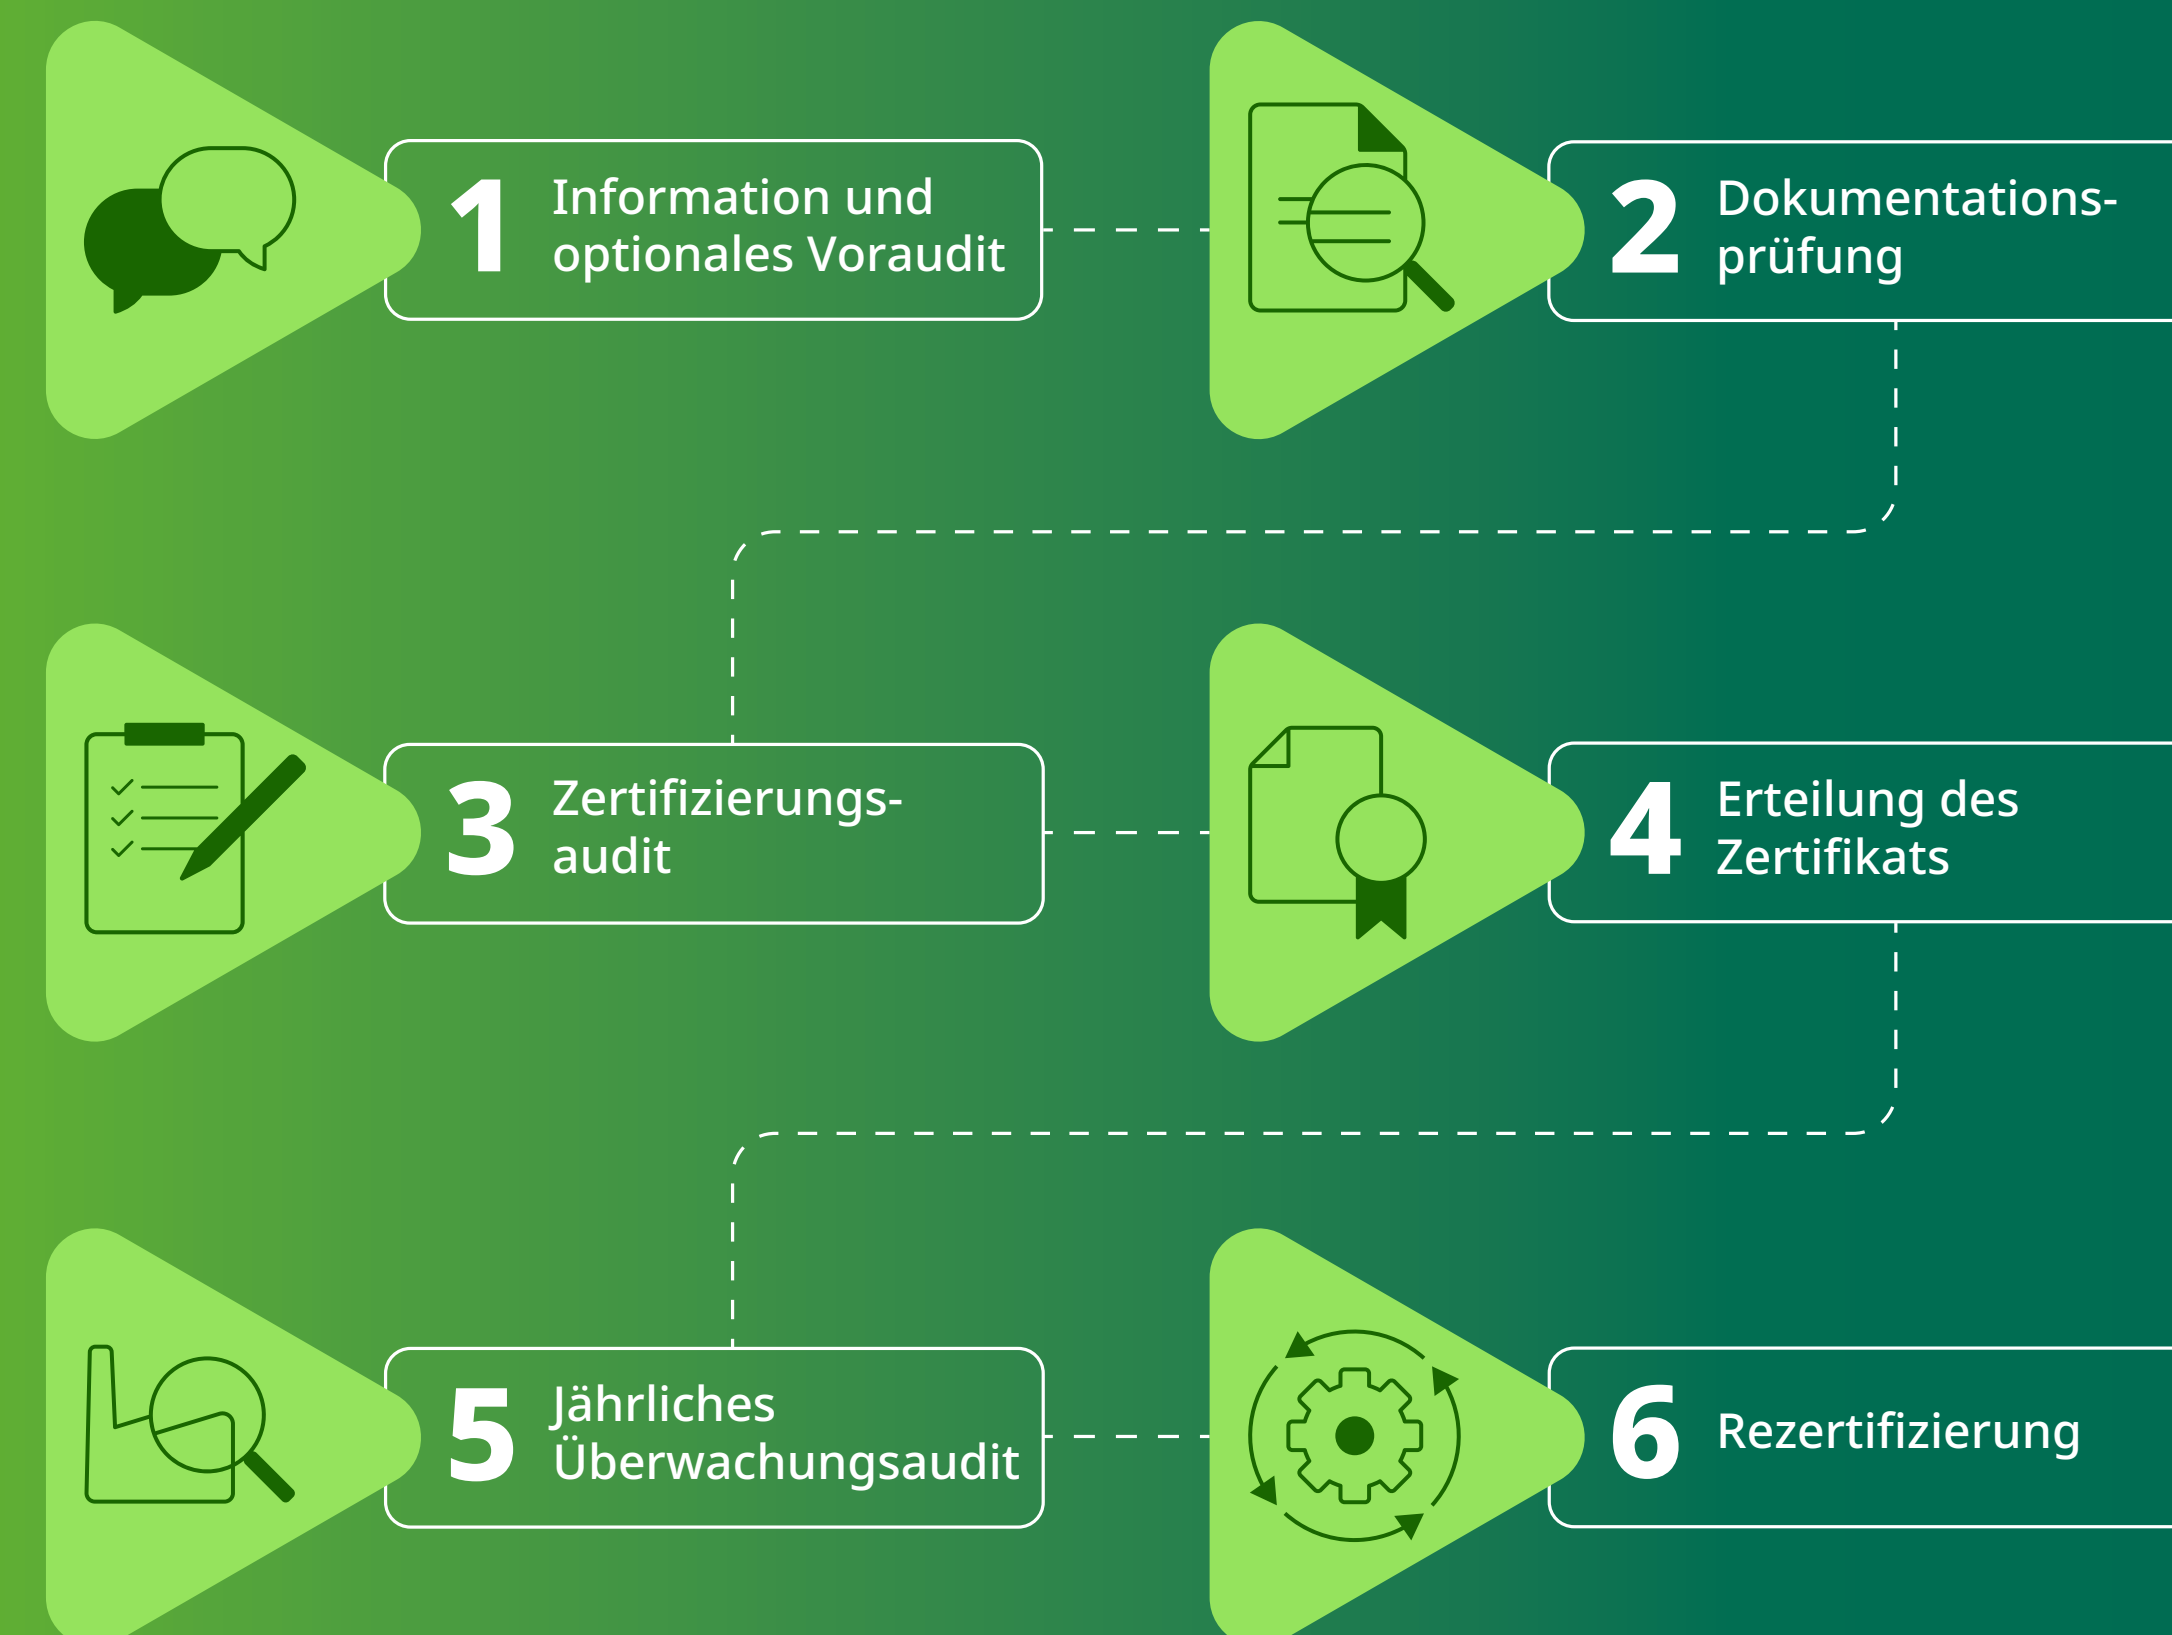 1 Information und
optionales Voraudit
2 Dokumentations-
prüfung
3 Zertifizierungs-
audit
4 Erteilung des
Zertifikats
5 Jährliches
Überwachungsaudit
6 Rezertifizierung